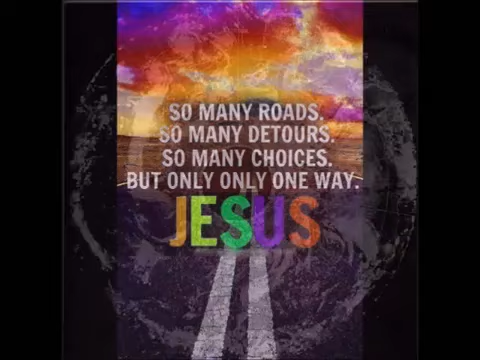 SO MANY ROADS.
SO MANY DETOURS.
SO MANY CHOICES.
BUT ONLY ONLY ONE WAY.
JESUS